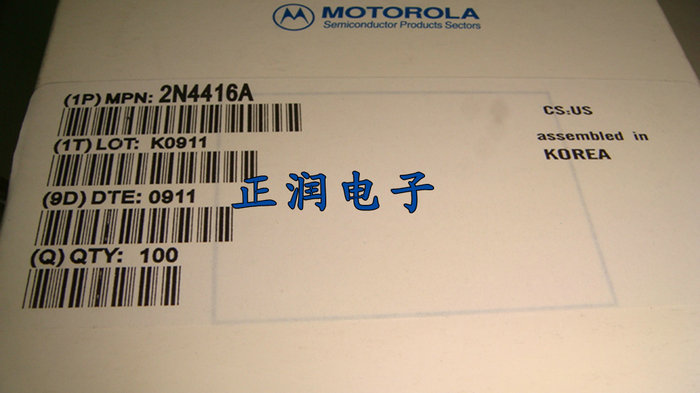 MOTOROLA
Semiconductor Products Sectors
(1P) MPN: 2N4416A
CS:US
(1T) LOT: K0911
assembled in
KOREA
(9D) DTE: 0911
正润电子
(Q) QTY: 100